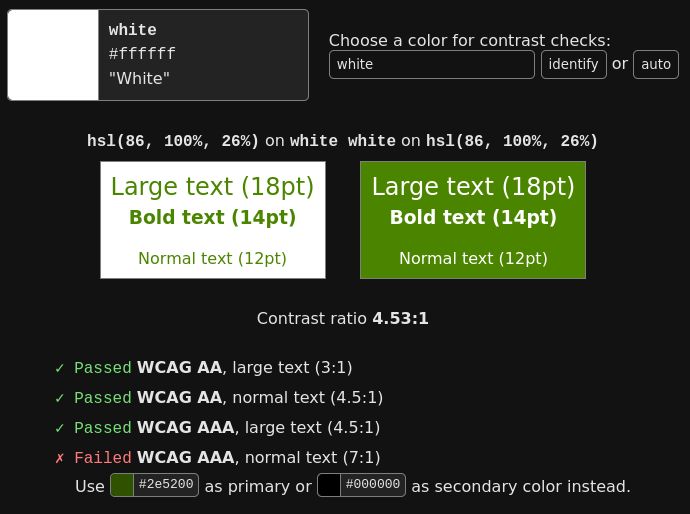 white
#ffffff
"White"
Choose a color for contrast checks:
white identify or auto
hsl(86, 100%, 26%) on white white on hsl(86, 100%, 26%)
Large text (18pt)
Bold text (14pt)
Normal text (12pt)
Large text (18pt)
Bold text (14pt)
Normal text (12pt)
Contrast ratio 4.53:1
✓ Passed WCAG AA, large text (3:1)
✓ Passed WCAG AA, normal text (4.5:1)
✓ Passed WCAG AAA, large text (4.5:1)
✗ Failed WCAG AAA, normal text (7:1)
Use #2e5200 as primary or #000000 as secondary color instead.